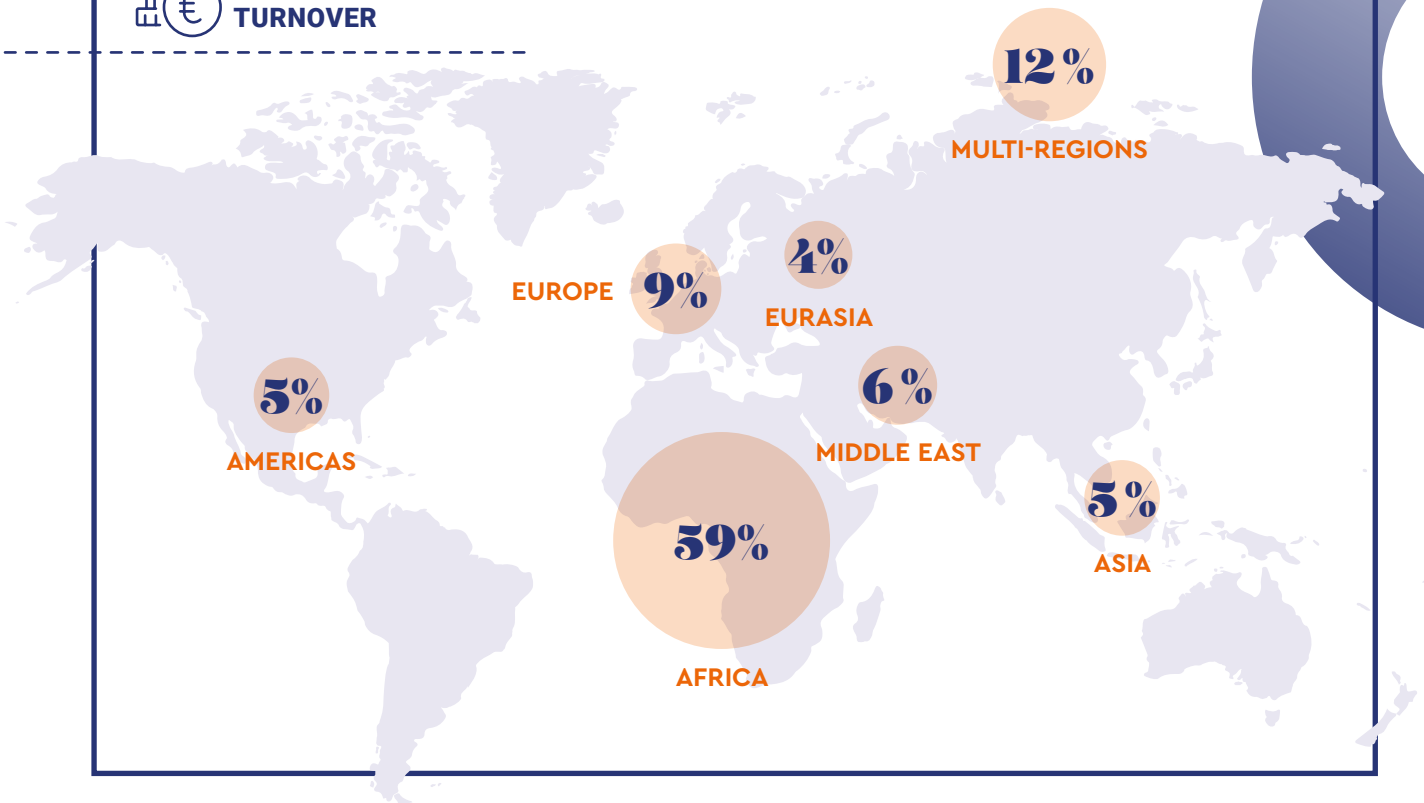 €
TURNOVER
12 %
MULTI-REGIONS
4%
EURASIA
EUROPE
9%
6 %
MIDDLE EAST
5%
AMERICAS
5 %
ASIA
59%
AFRICA